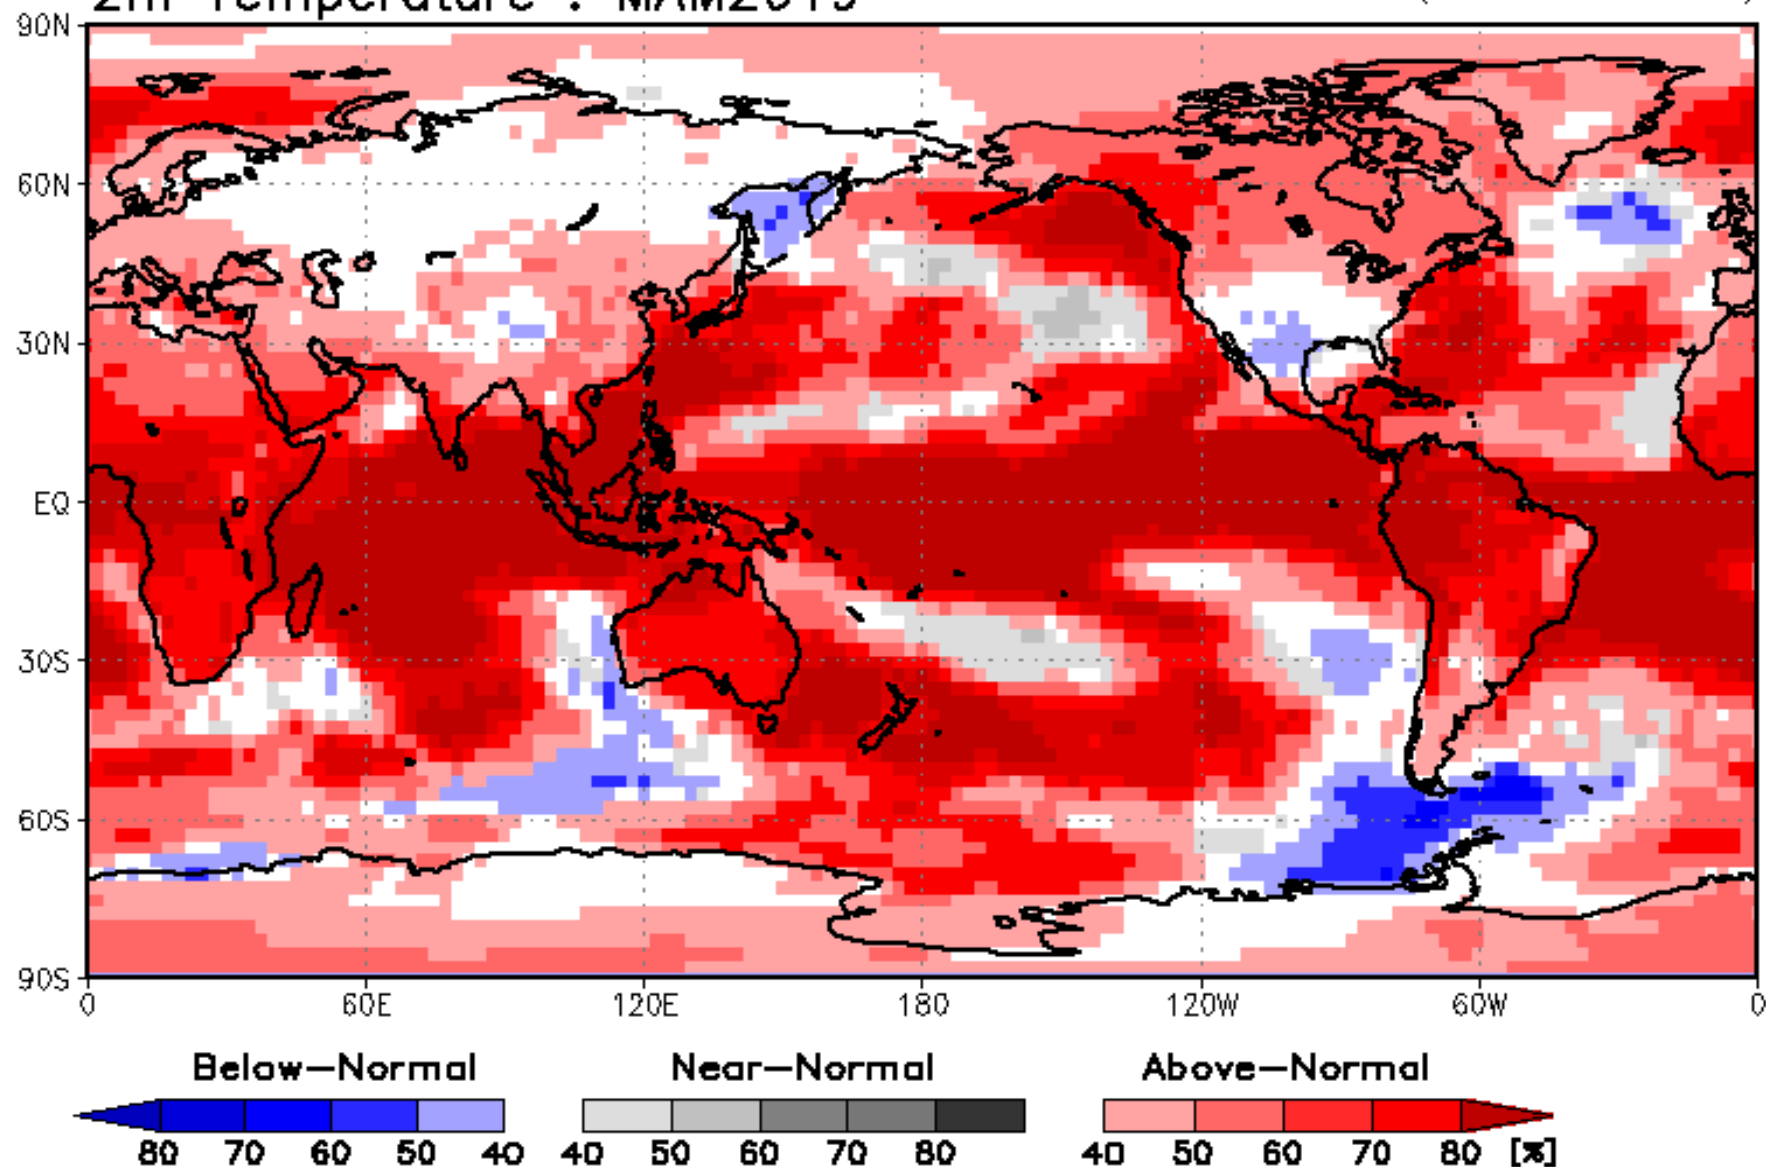 2m Temperature : MAM2019
90N
60N
30N
EQ
30S
60S
90S
0 60E 120E 180 120W 60W 0
Below-Normal Near-Normal Above-Normal
80 70 60 50 40 40 50 60 70 80 40 50 60 70 80 [%]